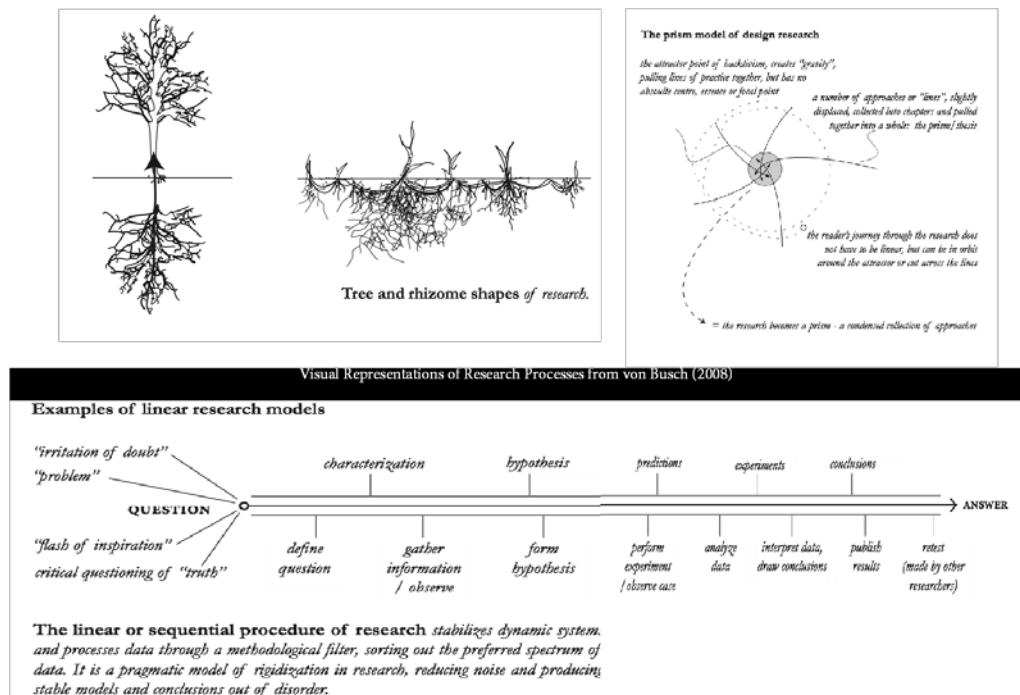 Tree and rhizome shapes of research.
The prism model of design research
the attractor point of hacktivism, creates "gravity",
pulling lines of practice together, but has no
absolute centre, essence or focal point
a number of approaches or "lines", slightly
displaced, collected into chapters and pulled
together into a whole: the prism/thesis
the reader's journey through the research does
not have to be linear, but can be in orbit
around the attractor or cut across the lines
= the research becomes a prism - a condensed collection of approaches
Visual Representations of Research Processes from von Busch (2008)
Examples of linear research models
"irritation of doubt"
"problem"
QUESTION
"flash of inspiration"
critical questioning of "truth"
characterization
hypothesis
predictions
experiments
conclusions
ANSWER
define
question
gather
information
/ observe
form
hypothesis
perform
experiment
/ observe case
analyze
data
interpret data,
draw conclusions
publish
results
retest
(made by other
researchers)
The linear or sequential procedure of research stabilizes dynamic system.
and processes data through a methodological filter, sorting out the preferred spectrum of
data. It is a pragmatic model of rigidization in research, reducing noise and producing
stable models and conclusions out of disorder.